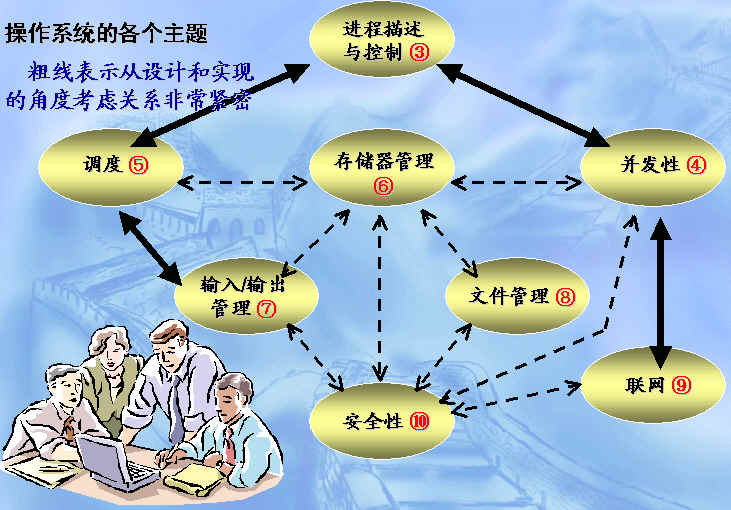 操作系统的各个主题
粗线表示从设计和实现
的角度考虑关系非常紧密
进程描述
与控制③
调度⑤
存储器管理
⑥
并发性④
输入/输出
管理⑦
文件管理⑧
安全性⑩
联网⑨